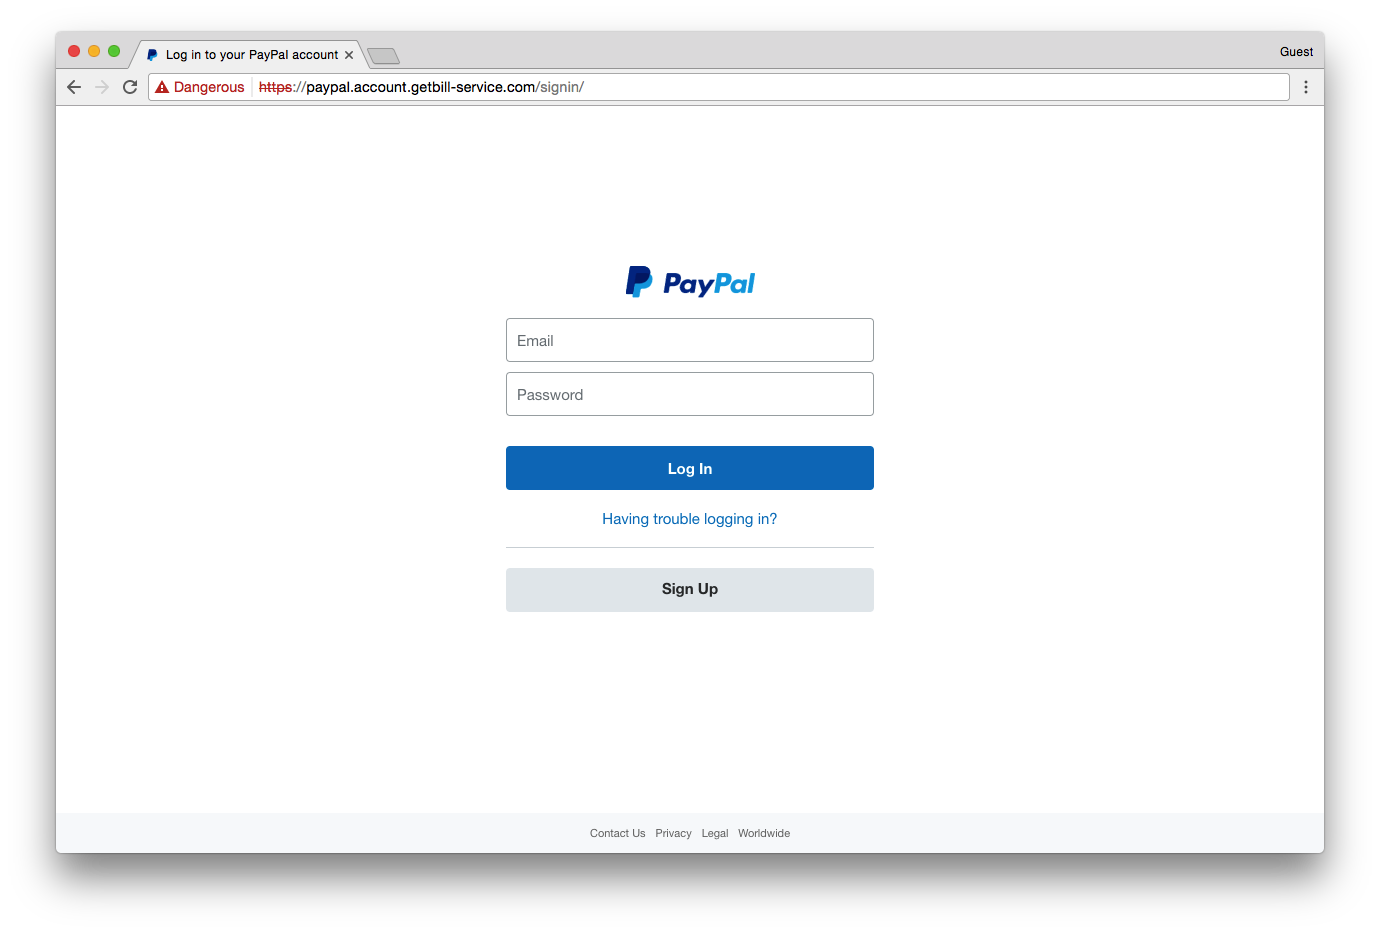 Log in to your PayPal account
Guest
Dangerous https://paypal.account.getbill-service.com/signin/
PayPal
Email
Password
Log In
Having trouble logging in?
Sign Up
Contact Us Privacy Legal Worldwide